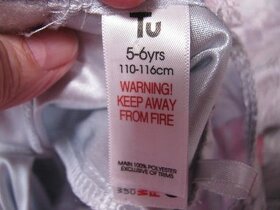 Tu
5-6yrs
110-116cm
WARNING!
KEEP AWAY
FROM FIRE
MAIN 100% POLYESTER
EXCLUSIVE OF TRIMS